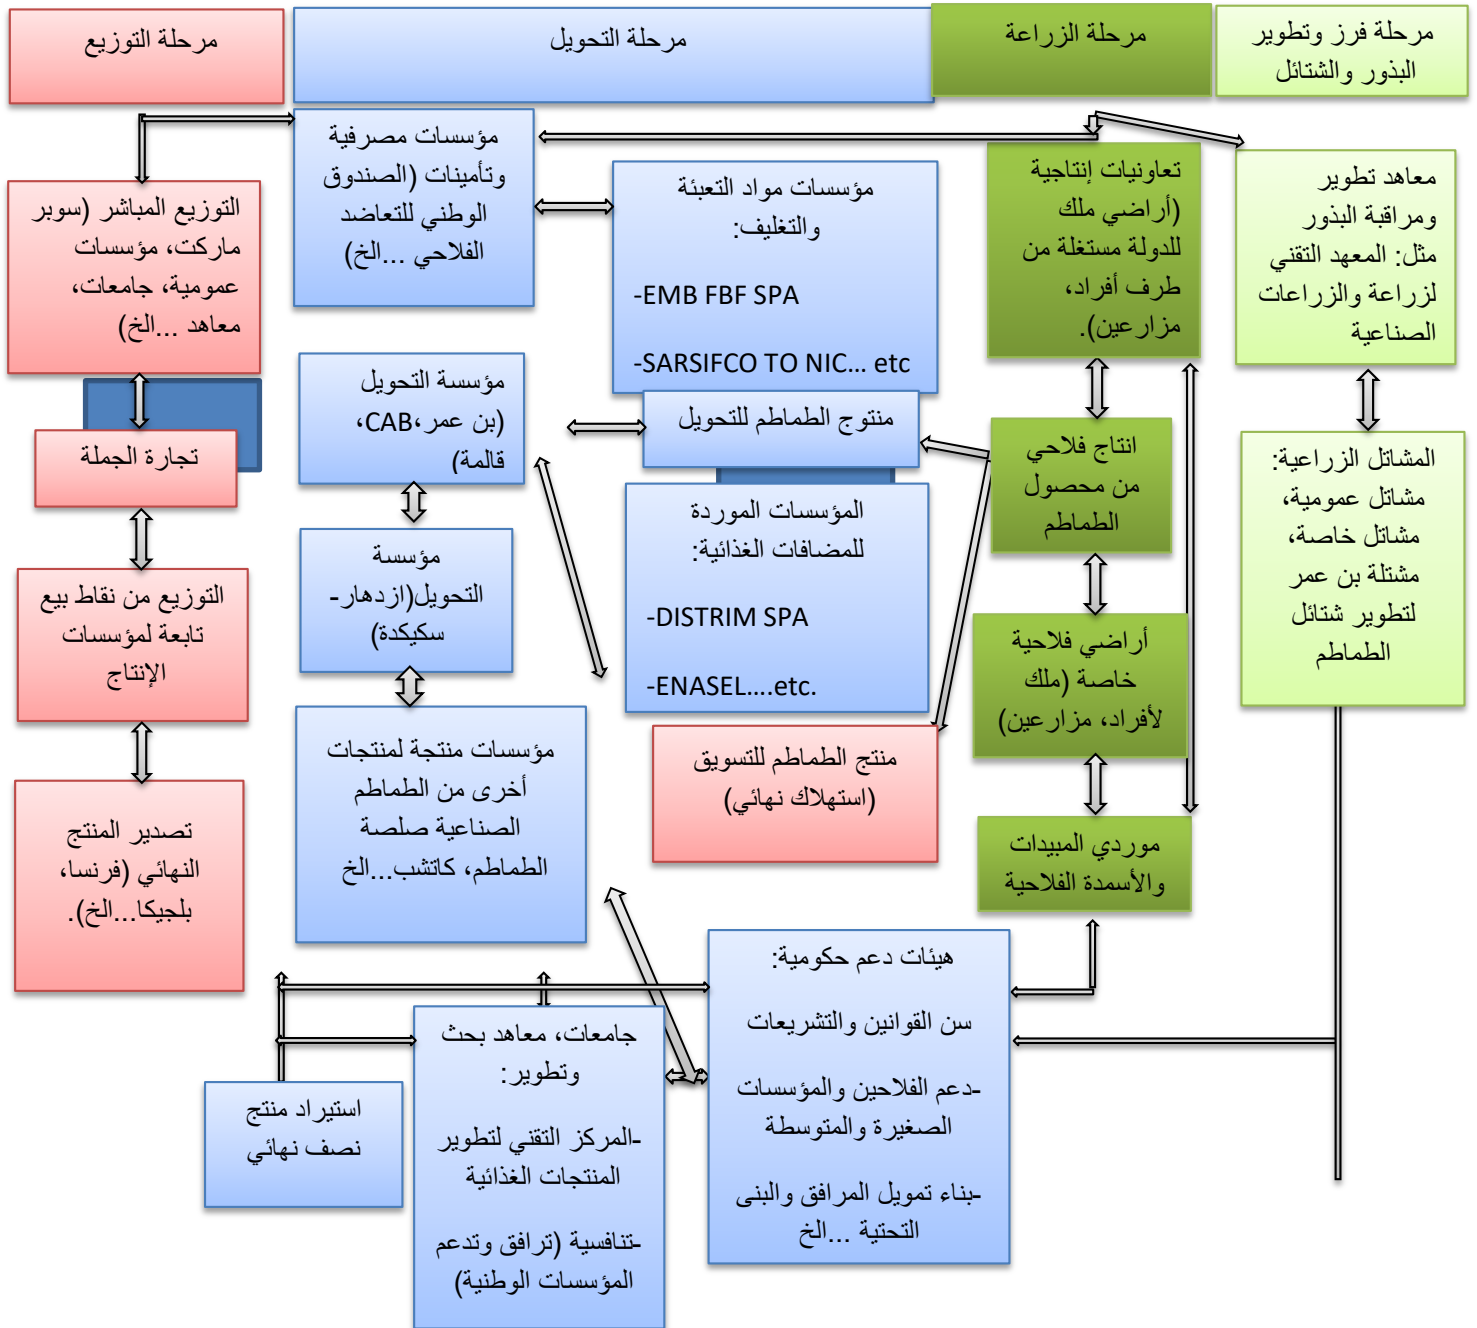 مرحلة فرز وتطوير
البذور والشتائل
مرحلة الزراعة
مرحلة التحويل
مرحلة التوزيع
معاهد تطوير
ومراقبة البذور
مثل: المعهد التقني
لزراعة والزراعات
الصناعية
المشاتل الزراعية:
مشاتل عمومية،
مشاتل خاصة،
مشتلة بن عمر
لتطوير شتائل
الطماطم
تعاونيات إنتاجية
(أراضي ملك
للدولة مستغلة من
طرف أفراد،
مزارعين).
انتاج فلاحي
من محصول
الطماطم
أراضي فلاحية
خاصة (ملك
لأفراد، مزارعين)
موردي المبيدات
والأسمدة الفلاحية
مؤسسات مصرفية
وتأمينات (الصندوق
الوطني للتعاضد
الفلاحي ...الخ)
مؤسسات مواد التعبئة
والتغليف:
-EMB FBF SPA
-SARSIFCO TO NIC... etc
منتوج الطماطم للتحويل
المؤسسات الموردة
للمضافات الغذائية:
-DISTRIM SPA
-ENASEL....etc.
منتج الطماطم للتسويق
(استهلاك نهائي)
مؤسسة التحويل
(بن عمر،CAB،
قالمة)
مؤسسة
التحويل(ازدهار-
سكيكدة)
مؤسسات منتجة لمنتجات
أخرى من الطماطم
الصناعية صلصة
الطماطم، كاتشب...الخ
هيئات دعم حكومية:
سن القوانين والتشريعات
-دعم الفلاحين والمؤسسات
الصغيرة والمتوسطة
-بناء تمويل المرافق والبنى
التحتية ...الخ
جامعات، معاهد بحث
وتطوير:
-المركز التقني لتطوير
المنتجات الغذائية
-تنافسية (ترافق وتدعم
المؤسسات الوطنية)
استيراد منتج
نصف نهائي
التوزيع المباشر (سوبر
ماركت، مؤسسات
عمومية، جامعات،
معاهد ...الخ)
تجارة الجملة
التوزيع من نقاط بيع
تابعة لمؤسسات
الإنتاج
تصدير المنتج
النهائي (فرنسا،
بلجيكا...الخ).